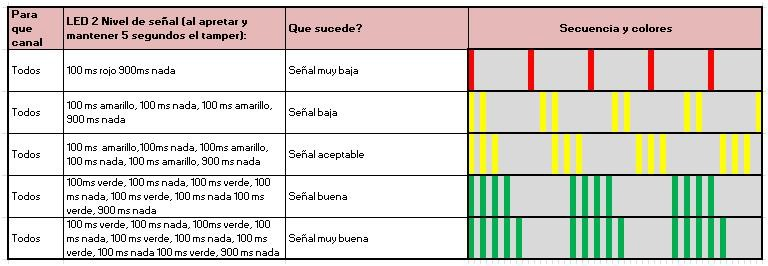 Para que canal
LED 2 Nivel de señal (al apretar y mantener 5 segundos el tamper):
Que sucede?
Secuencia y colores
Todos
100 ms rojo 900ms nada
Señal muy baja
Todos
100 ms amarillo, 100 ms nada, 100 ms amarillo,
900 ms nada
Señal baja
Todos
100 ms  amarillo,100ms nada, 100ms amarillo,
100 ms nada, 100 ms amarillo, 900 ms nada
Señal aceptable
Todos
100ms verde, 100 ms nada, 100 ms verde, 100
ms nada, 100 ms verde, 100 ms nada 100 ms
verde, 900 ms nada
Señal buena
Todos
100 ms verde, 100 ms nada, 100ms verde, 100
ms nada, 100 ms verde, 100 ms nada, 100 ms
verde, 100 ms nada 100 ms verde, 900 ms nada
Señal muy buena